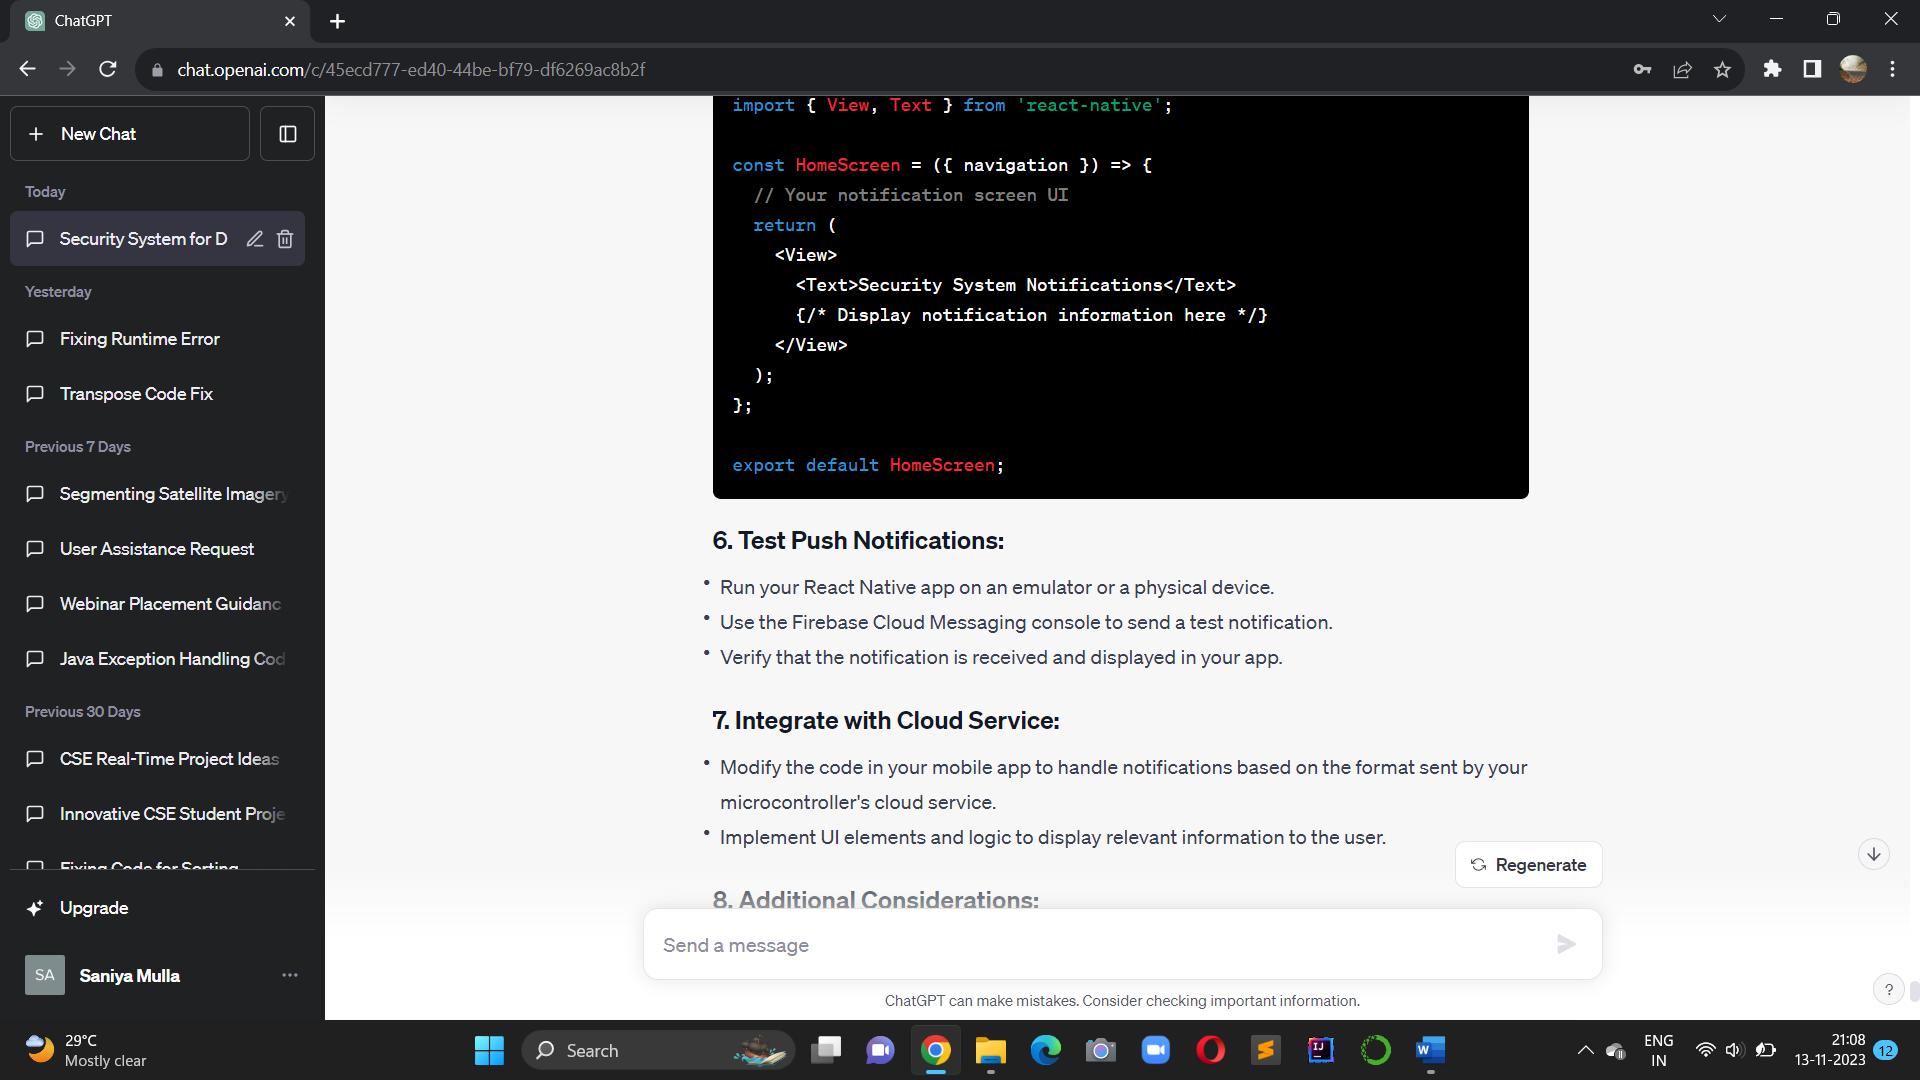 ChatGPT
chat.openai.com/c/45ecd777-ed40-44be-bf79-df6269ac8b2f
New Chat
Today
Security System for D
Yesterday
Fixing Runtime Error
Transpose Code Fix
Previous 7 Days
Segmenting Satellite Imagery
User Assistance Request
Webinar Placement Guidanc
Java Exception Handling Cod
Previous 30 Days
CSE Real-Time Project Ideas
Innovative CSE Student Proje
Fixing Code for Sorting
Upgrade
SA
Saniya Mulla
import { View, Text } from 'react-native';
const HomeScreen = ({ navigation }) => {
// Your notification screen UI
return (
<View>
<Text>Security System Notifications</Text>
{/* Display notification information here */}
</View>
);
};
export default HomeScreen;
6. Test Push Notifications:
• Run your React Native app on an emulator or a physical device.
• Use the Firebase Cloud Messaging console to send a test notification.
• Verify that the notification is received and displayed in your app.
7. Integrate with Cloud Service:
• Modify the code in your mobile app to handle notifications based on the format sent by your
microcontroller's cloud service.
• Implement UI elements and logic to display relevant information to the user.
Regenerate
8. Additional Considerations:
Send a message
ChatGPT can make mistakes. Consider checking important information.
?
29°C
Mostly clear
Search
ENG
IN
21:08
13-11-2023
12